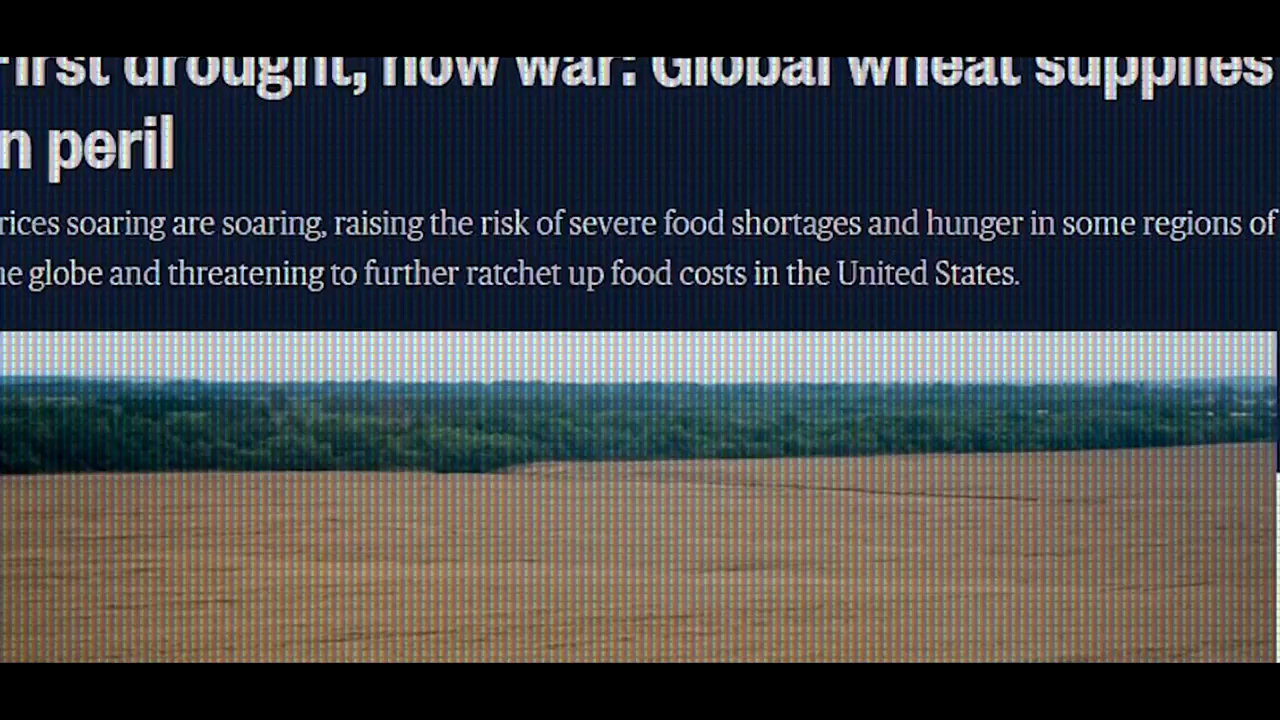 First drought, now war: Global wheat supplies
n peril
rices soaring are soaring, raising the risk of severe food shortages and hunger in some regions of
he globe and threatening to further ratchet up food costs in the United States.